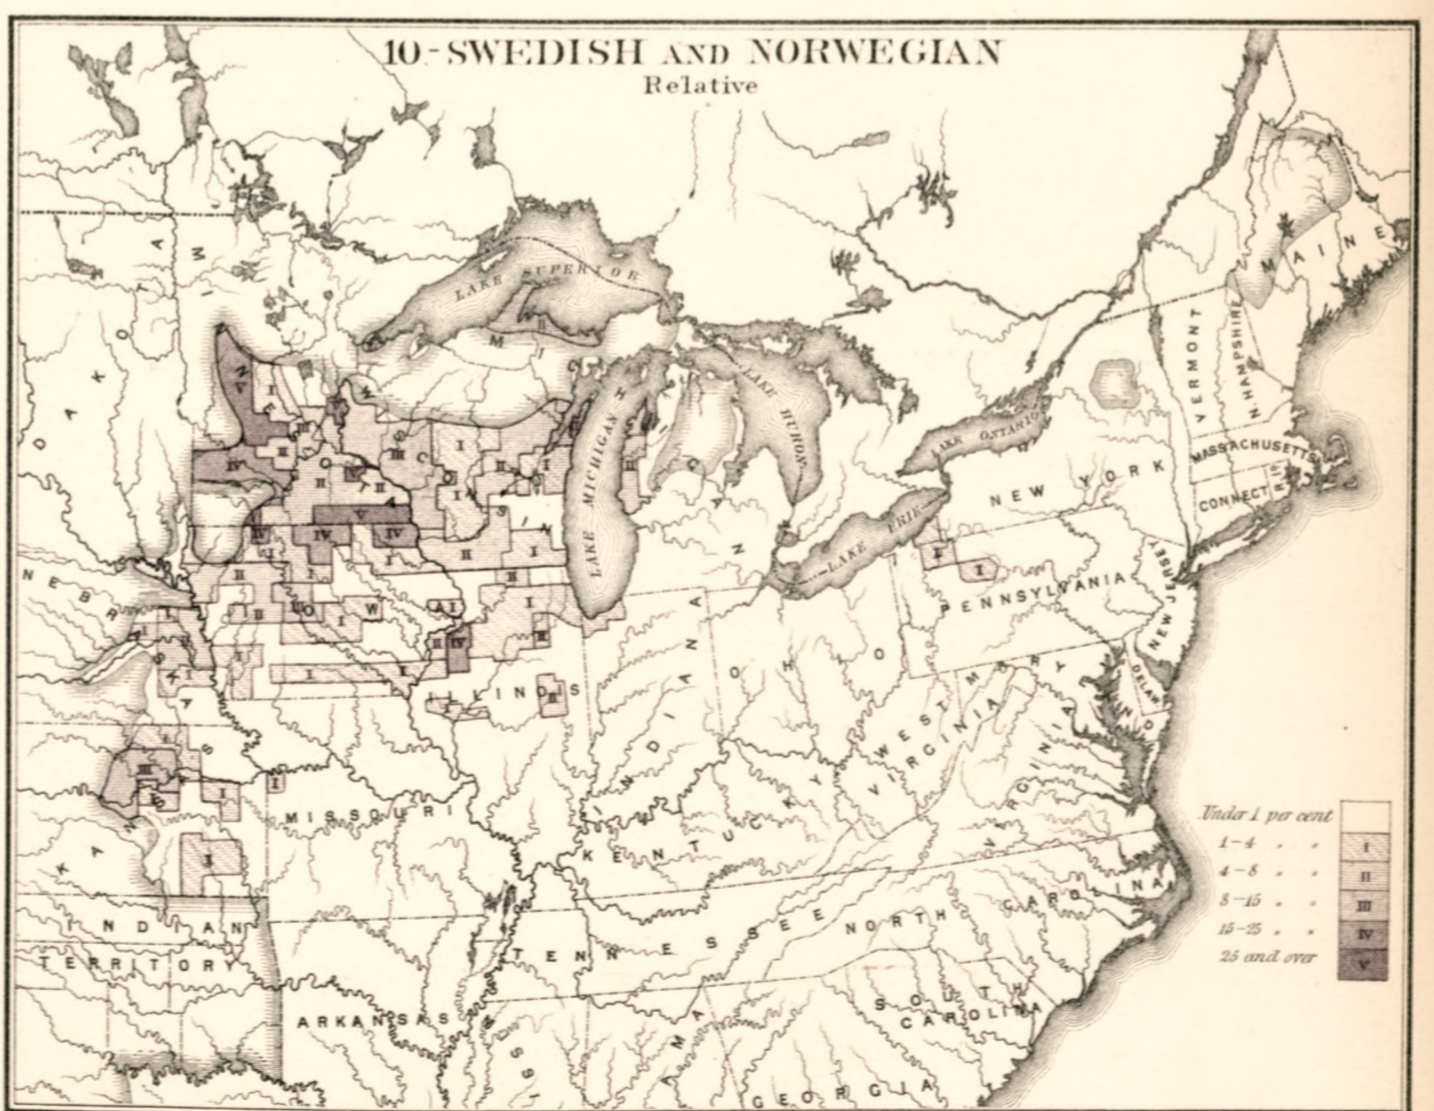 10-SWEDISH AND NORWEGIAN
Relative
LAKE SUPERIOR
MICHIGAN
LAKE MICHIGAN
LAKE HURON
LAKE ONTARIO
LAKE ERIE
MAINE
VERMONT
N. HAMPSHIRE
MASSACHUSETTS
CONNECT
R.I.
NEW YORK
NEW JERSEY
PENNSYLVANIA
DELAW
MARYLAND
DAKOTA
MINNESOTA
WISCONSIN
IOWA
NEBRASKA
ILLINOIS
INDIANA
OHIO
WEST VIRGINIA
VIRGINIA
KENTUCKY
MISSOURI
KANSAS
INDIAN
TERRITORY
ARKANSAS
TENNESSEE
NORTH CAROLINA
SOUTH
CAROLINA
GEORGIA
A M A
S S I
Under 1 per cent
1-4 " " I
4-8 " " II
8-15 " " III
15-25 " " IV
25 and over V